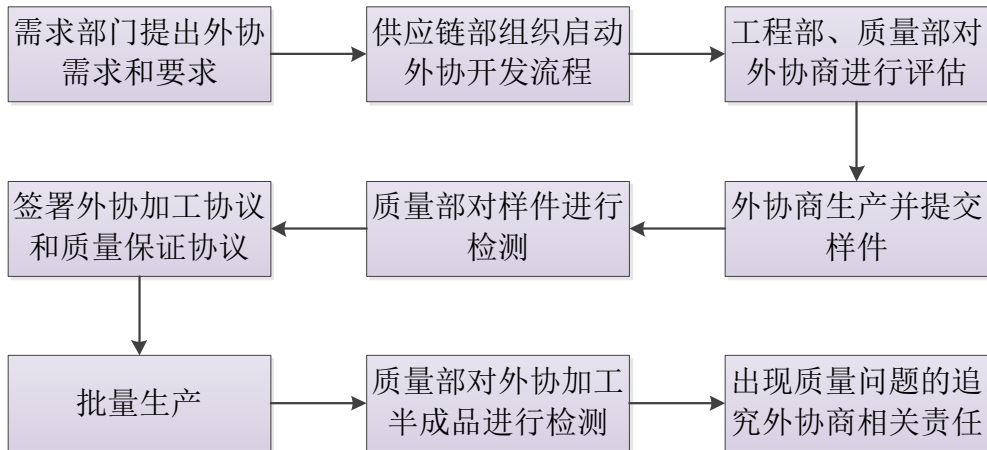 需求部门提出外协
需求和要求
供应链部组织启动
外协开发流程
工程部、质量部对
外协商进行评估
外协商生产并提交
样件
质量部对样件进行
检测
签署外协加工协议
和质量保证协议
批量生产
质量部对外协加工
半成品进行检测
出现质量问题的追
究外协商相关责任